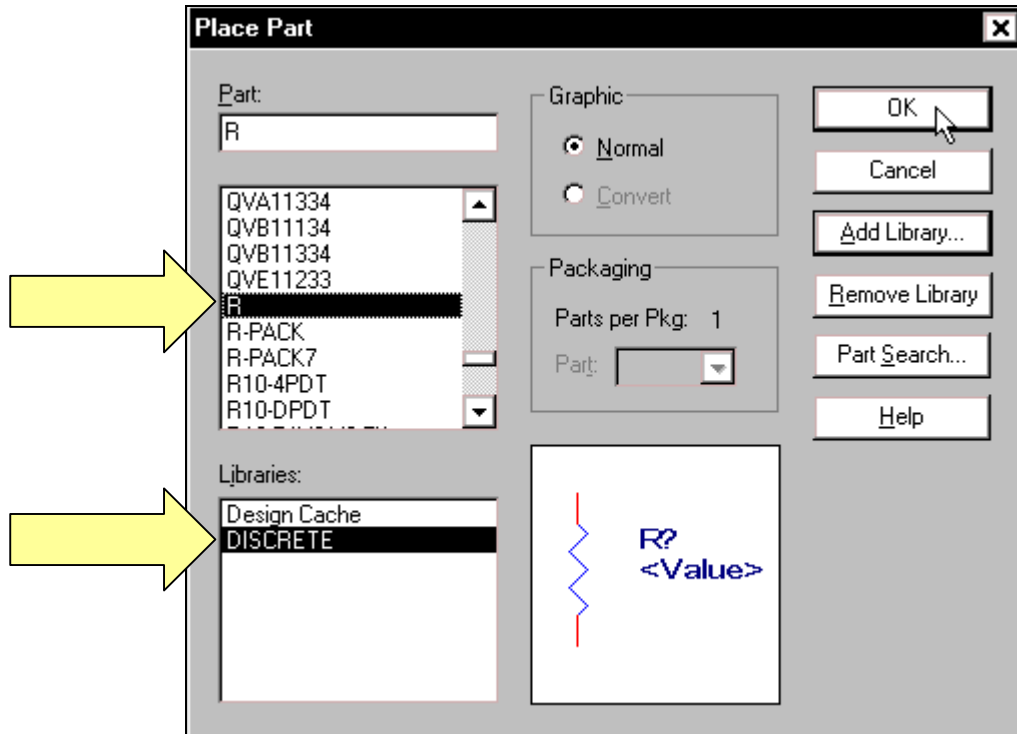 Place Part
Part:
R
QVA11334
QVB11134
QVB11334
QVE11233
R
R-PACK
R-PACK7
R10-4PDT
R10-DPDT
Libraries:
Design Cache
DISCRETE
Graphic
Normal
Convert
Packaging
Parts per Pkg: 1
Part:
R?
<Value>
OK
Cancel
Add Library...
Remove Library
Part Search...
Help